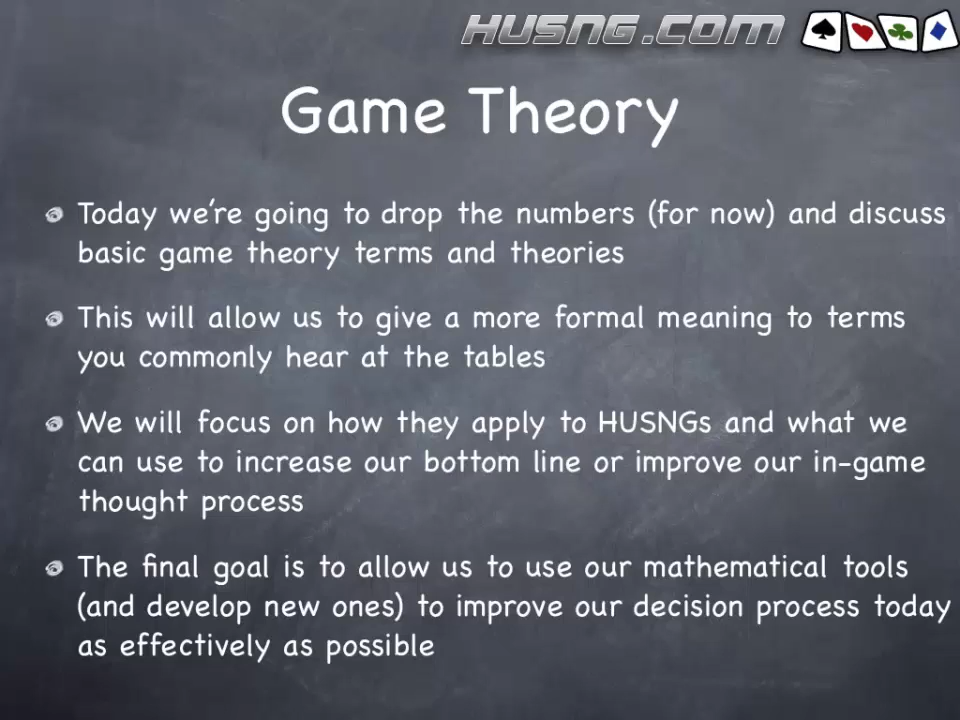 HUSNG.COM
Game Theory
Today we're going to drop the numbers (for now) and discuss
basic game theory terms and theories
This will allow us to give a more formal meaning to terms
you commonly hear at the tables
We will focus on how they apply to HUSNGs and what we
can use to increase our bottom line or improve our in-game
thought process
The final goal is to allow us to use our mathematical tools
(and develop new ones) to improve our decision process today
as effectively as possible